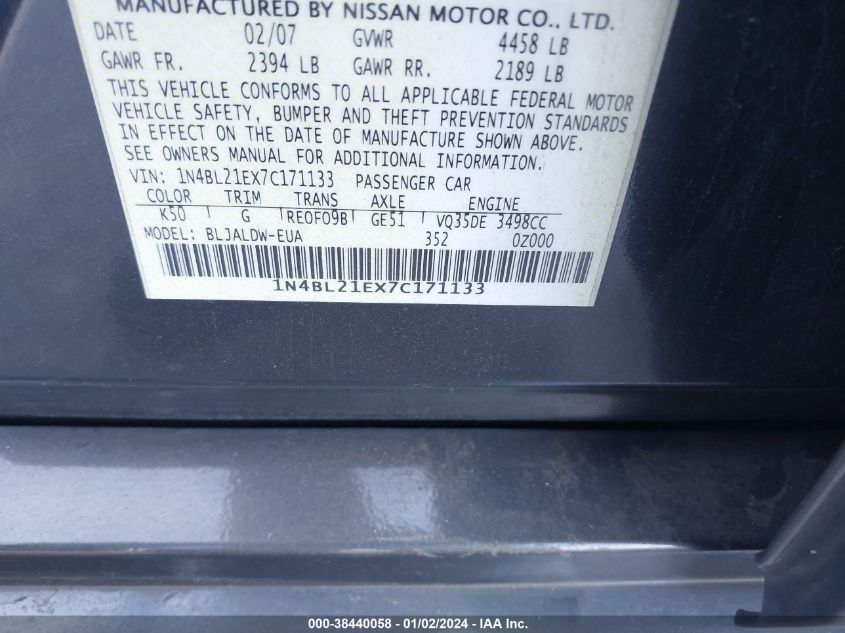 MANUFACTURED BY NISSAN MOTOR CO., LTD.
DATE 02/07 GVWR 4458 LB
GAWR FR. 2394 LB GAWR RR. 2189 LB
THIS VEHICLE CONFORMS TO ALL APPLICABLE FEDERAL MOTOR
VEHICLE SAFETY, BUMPER AND THEFT PREVENTION STANDARDS
IN EFFECT ON THE DATE OF MANUFACTURE SHOWN ABOVE.
SEE OWNERS MANUAL FOR ADDITIONAL INFORMATION.
VIN: 1N4BL21EX7C171133 PASSENGER CAR
COLOR TRIM TRANS AXLE ENGINE
K50 G RE0F09B GE51 VQ35DE 3498CC
MODEL: BLJALDW-EUA 352 0Z000
1N4BL21EX7C171133
000-38440058 - 01/02/2024 - IAA Inc.